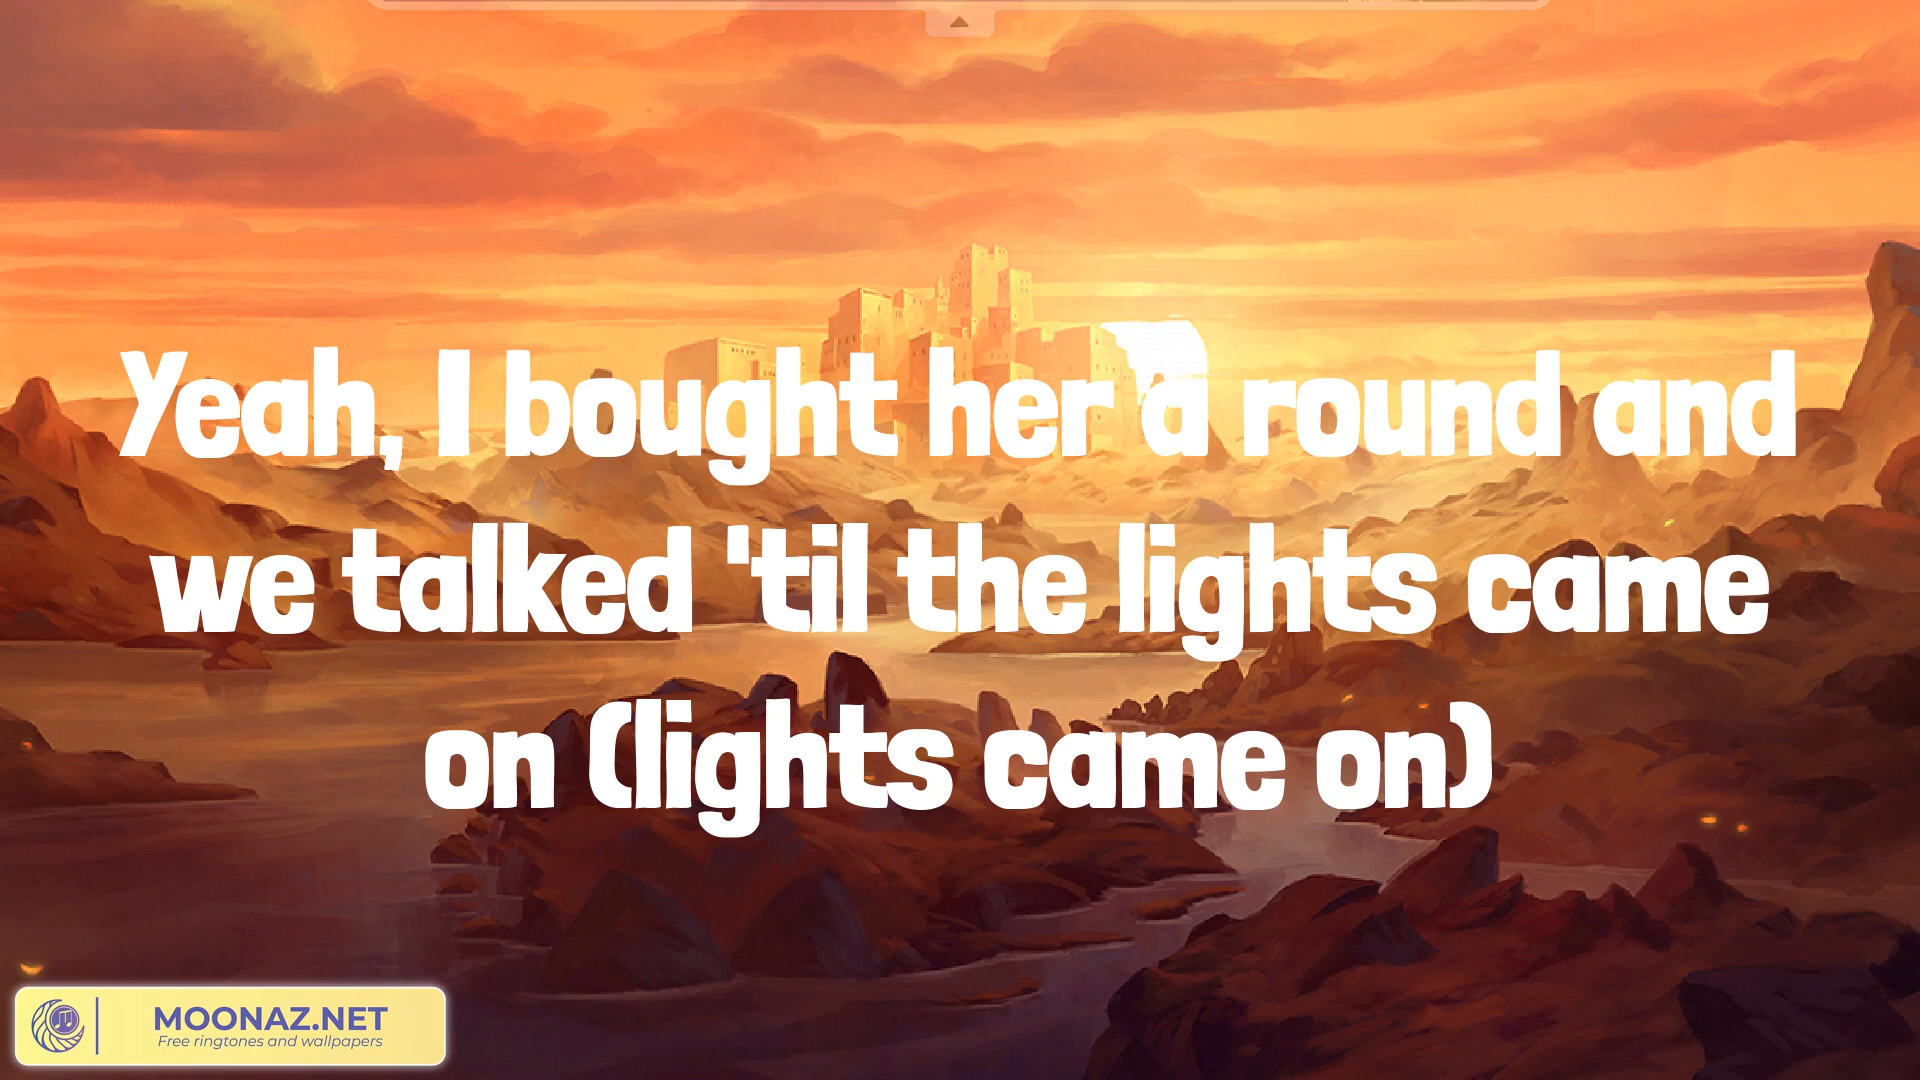 Yeah, I bought her a round and
we talked 'til the lights came
on (lights came on)
MOONAZ.NET
Free ringtones and wallpapers